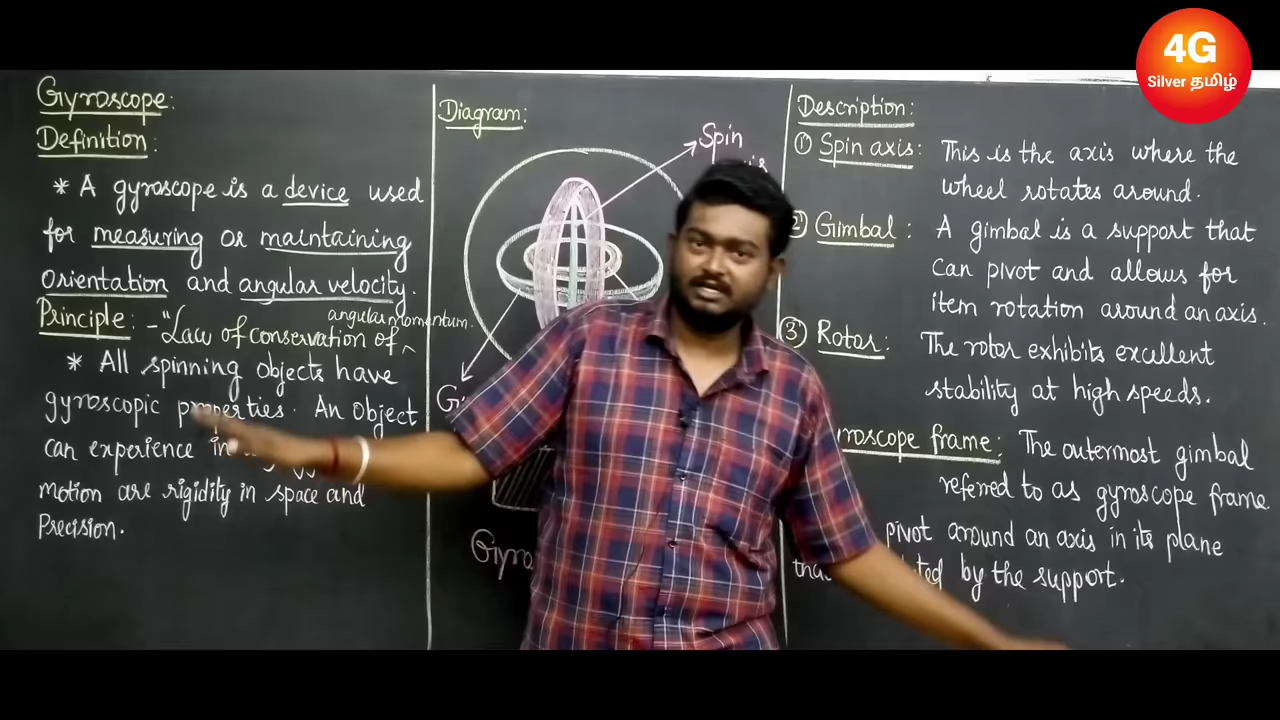 4G
Silver தமிழ்
Gyroscope:
Definition:
* A gyroscope is a device used
for measuring or maintaining
Orientation and angular velocity.
Principle: - "Law of conservation of ^
angular momentum.
* All spinning objects have
gyroscopic properties. An Object
can experience in
motion are rigidity in space and
Precision.
Diagram:
Spin
Description:
① Spin axis: This is the axis where the
wheel rotates around.
② Gimbal: A gimbal is a support that
can pivot and allows for
item rotation around an axis.
③ Rotor: The rotor exhibits excellent
stability at high speeds.
frame: The outermost gimbal
referred to as gyroscope frame
pivot around an axis in its plane
by the support.